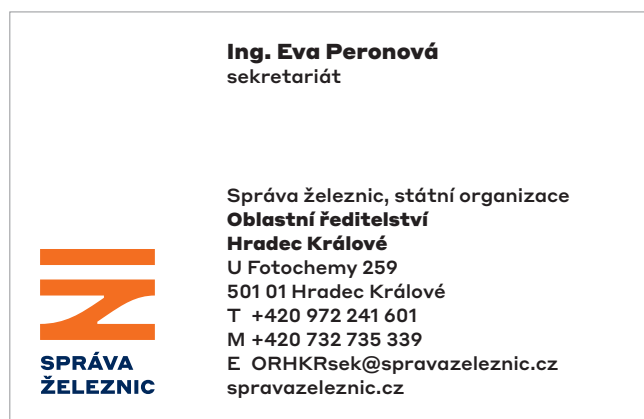 Ing. Eva Peronová
sekretariát
Správa železnic, státní organizace
Oblastní ředitelství
Hradec Králové
U Fotochemy 259
501 01 Hradec Králové
T +420 972 241 601
M +420 732 735 339
E ORHKRsek@spravazeleznic.cz
spravazeleznic.cz
SPRÁVA
ŽELEZNIC